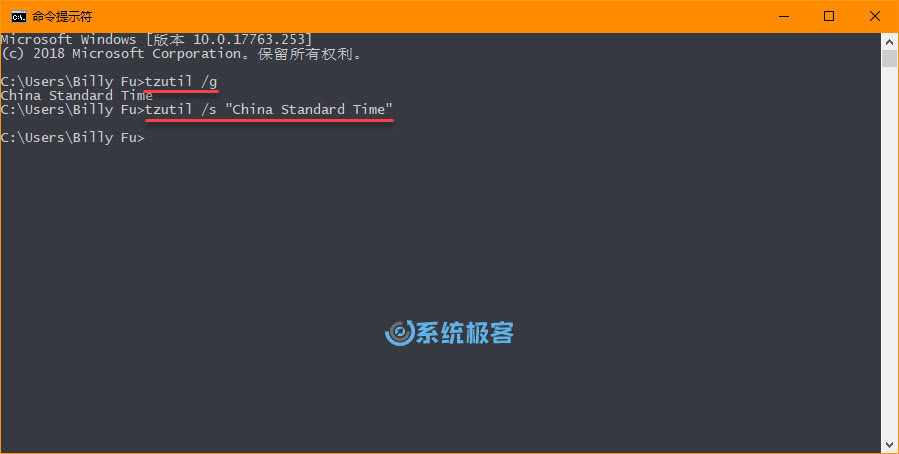 命令提示符
Microsoft Windows [版本 10.0.17763.253]
(c) 2018 Microsoft Corporation。保留所有权利。
C:\Users\Billy Fu>tzutil /g
China Standard Time
C:\Users\Billy Fu>tzutil /s "China Standard Time"
C:\Users\Billy Fu>
系统极客